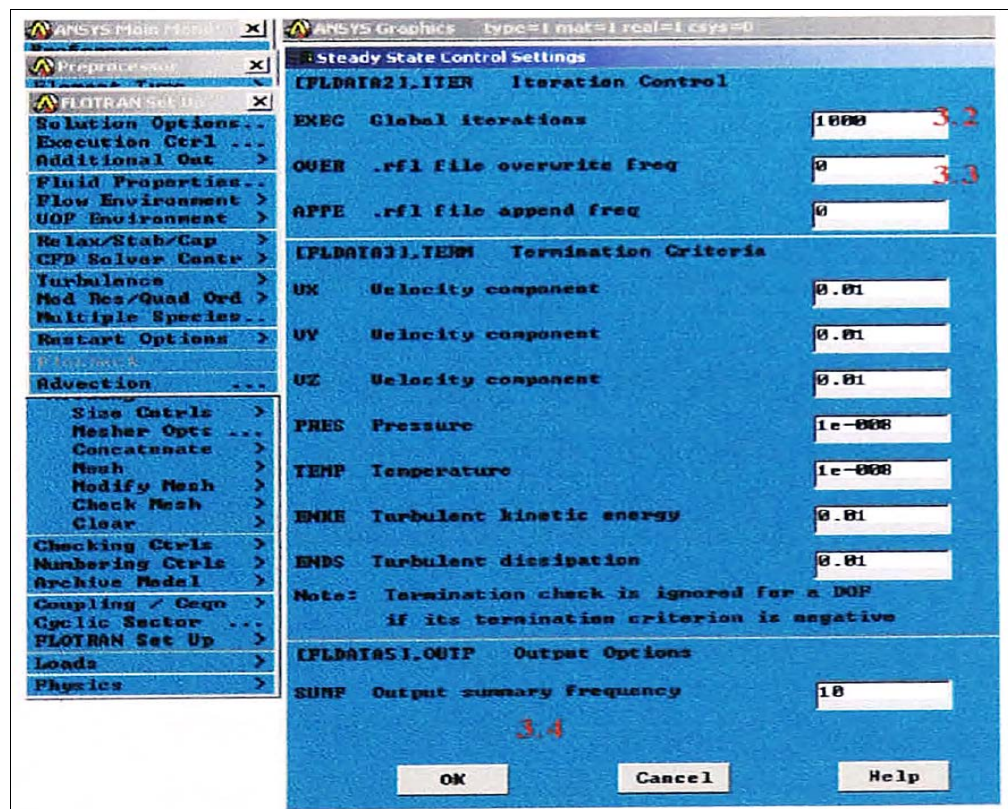 ANSYS Main Menu
Preferences
Preprocessor
Element Type >
FLOTRAN Set Up
Solution Options..
Execution Ctrl ...
Additional Out >
Fluid Properties..
Flow Environment >
VOF Environment >
Relax/Stab/Cap >
CFD Solver Contr >
Turbulence >
Mod Res/Quad Ord >
Multiple Species..
Restart Options >
Advection ...
Size Cntrls >
Mesher Opts ...
Concatenate >
Mesh >
Modify Mesh >
Check Mesh >
Clear >
Checking Ctrls >
Numbering Ctrls >
Archive Model >
Coupling / Ceqn >
Cyclic Sector ...
FLOTRAN Set Up >
Loads >
Physics >
ANSYS Graphics type=1 mat=1 real=1 csys=0
Steady State Control Settings
[FLDATA2],ITER Iteration Control
EXEC Global iterations 1000 3.2
OVER .rfl file overwrite freq 0 3.3
APPE .rfl file append freq 0
[FLDATA3],TERM Termination Criteria
UX Velocity component 0.01
UY Velocity component 0.01
UZ Velocity component 0.01
PRES Pressure 1e-008
TEMP Temperature 1e-008
ENKE Turbulent kinetic energy 0.01
ENDS Turbulent dissipation 0.01
Note: Termination check is ignored for a DOF
if its termination criterion is negative
[FLDATA5],OUTP Output Options
SUMF Output summary frequency 10
3.4
OK Cancel Help